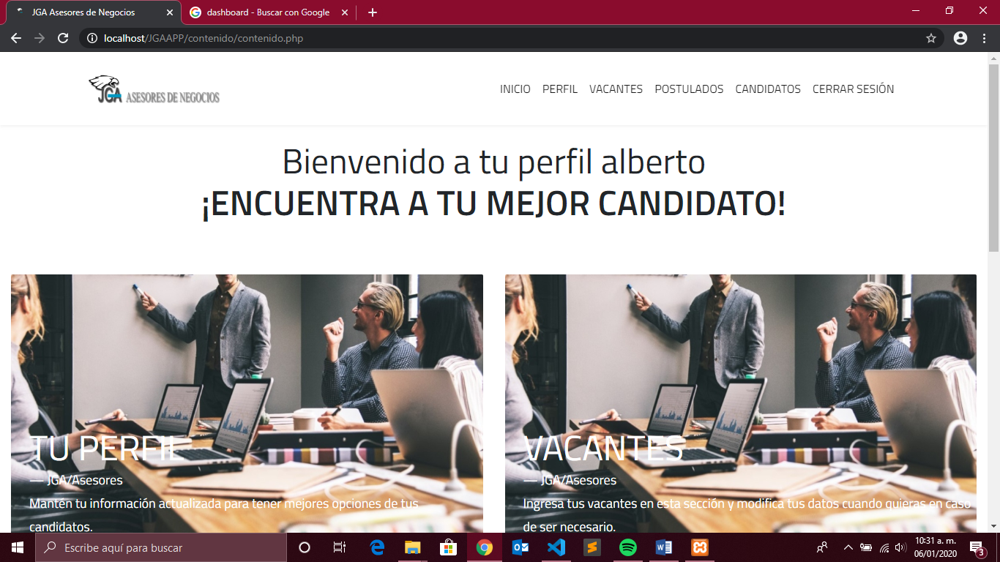 JGA Asesores de Negocios
dashboard - Buscar con Google
localhost/JGAAPP/contenido/contenido.php
JGA ASESORES DE NEGOCIOS
INICIO PERFIL VACANTES POSTULADOS CANDIDATOS CERRAR SESIÓN
Bienvenido a tu perfil alberto
¡ENCUENTRA A TU MEJOR CANDIDATO!
TU PERFIL
— JGA/Asesores
Mantén tu información actualizada para tener mejores opciones de tus
candidatos.
VACANTES
— JGA/Asesores
Ingresa tus vacantes en esta sección y modifica tus datos cuando quieras en caso
de ser necesario.
Escribe aquí para buscar
10:31 a. m.
06/01/2020
3